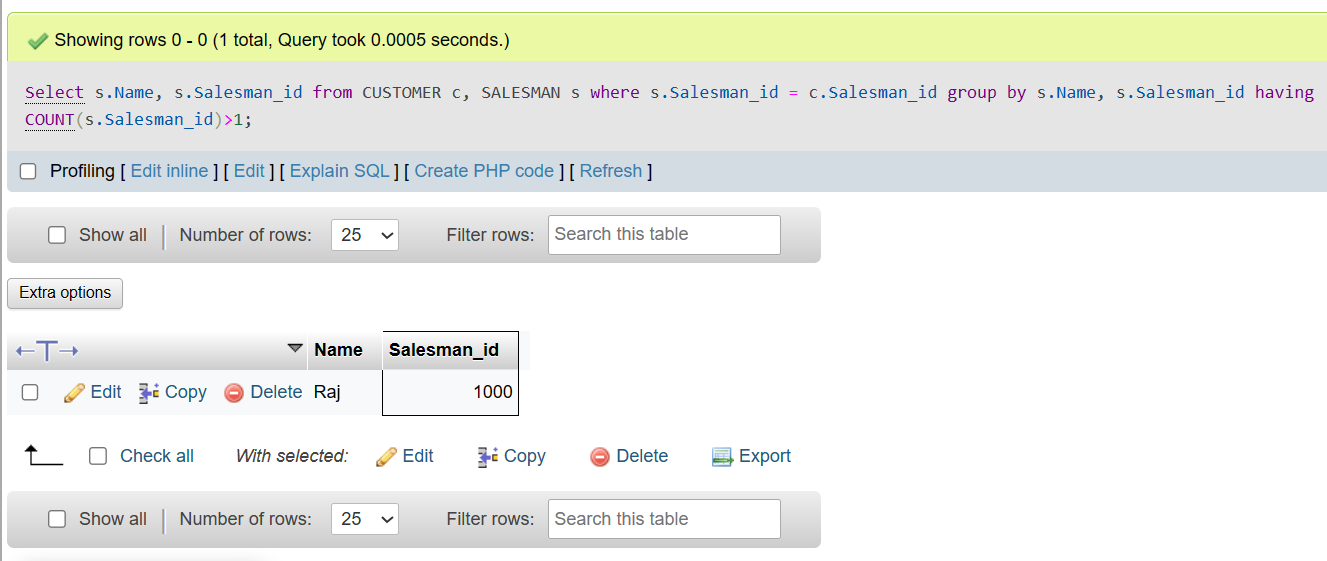 Showing rows 0 - 0 (1 total, Query took 0.0005 seconds.)
Select s.Name, s.Salesman_id from CUSTOMER c, SALESMAN s where s.Salesman_id = c.Salesman_id group by s.Name, s.Salesman_id having
COUNT(s.Salesman_id)>1;
Profiling [ Edit inline ] [ Edit ] [ Explain SQL ] [ Create PHP code ] [ Refresh ]
Show all Number of rows: 25 Filter rows: Search this table
Extra options
←T→ Name Salesman_id
Edit Copy Delete Raj 1000
Check all With selected: Edit Copy Delete Export
Show all Number of rows: 25 Filter rows: Search this table